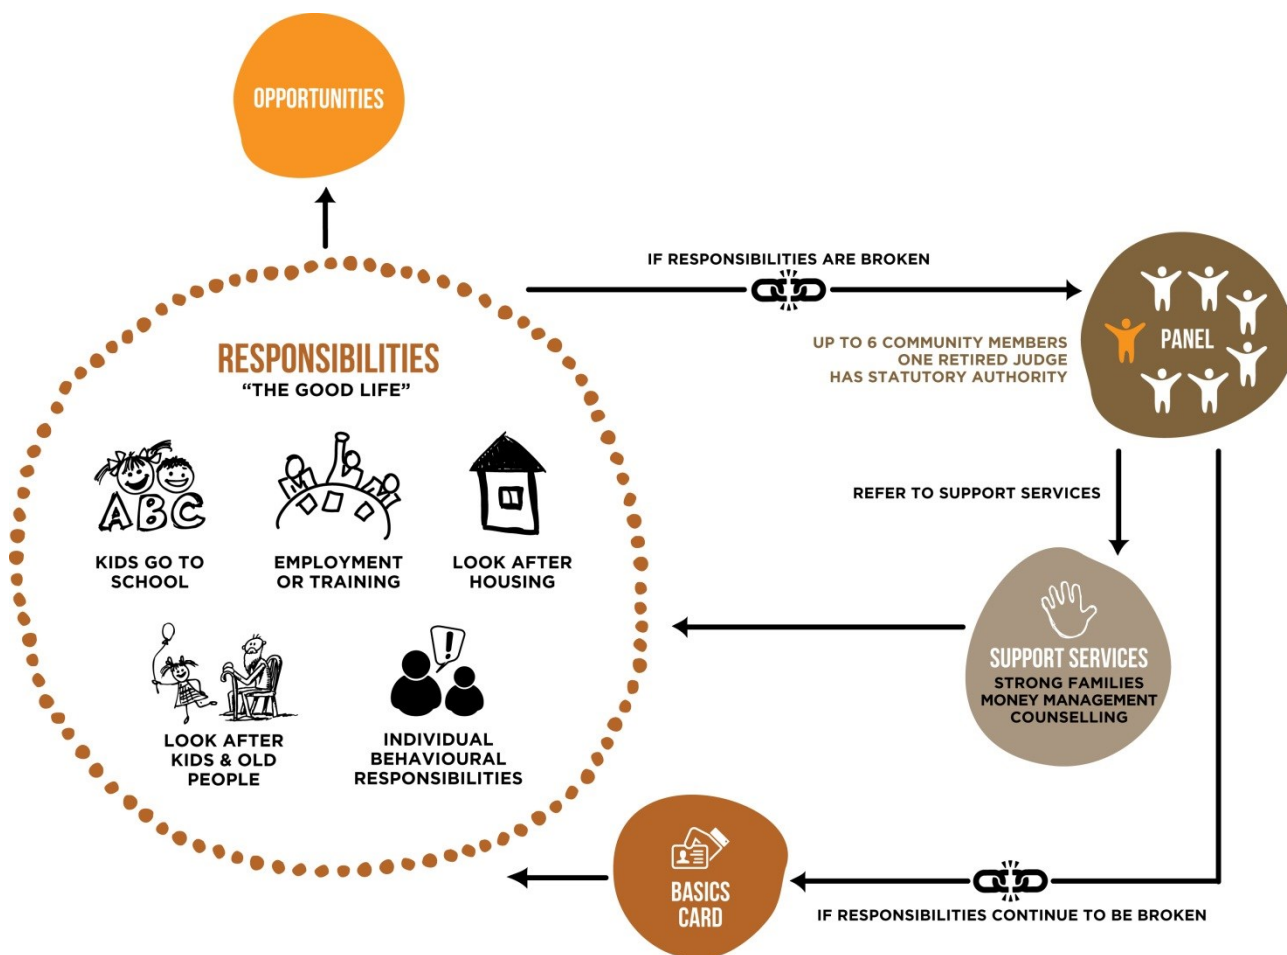 OPPORTUNITIES
IF RESPONSIBILITIES ARE BROKEN
UP TO 6 COMMUNITY MEMBERS
ONE RETIRED JUDGE
HAS STATUTORY AUTHORITY
PANEL
RESPONSIBILITIES
“THE GOOD LIFE”
ABC
KIDS GO TO
SCHOOL
EMPLOYMENT
OR TRAINING
LOOK AFTER
HOUSING
!
LOOK AFTER
KIDS & OLD
PEOPLE
INDIVIDUAL
BEHAVIOURAL
RESPONSIBILITIES
REFER TO SUPPORT SERVICES
SUPPORT SERVICES
STRONG FAMILIES
MONEY MANAGEMENT
COUNSELLING
BASICS
CARD
IF RESPONSIBILITIES CONTINUE TO BE BROKEN